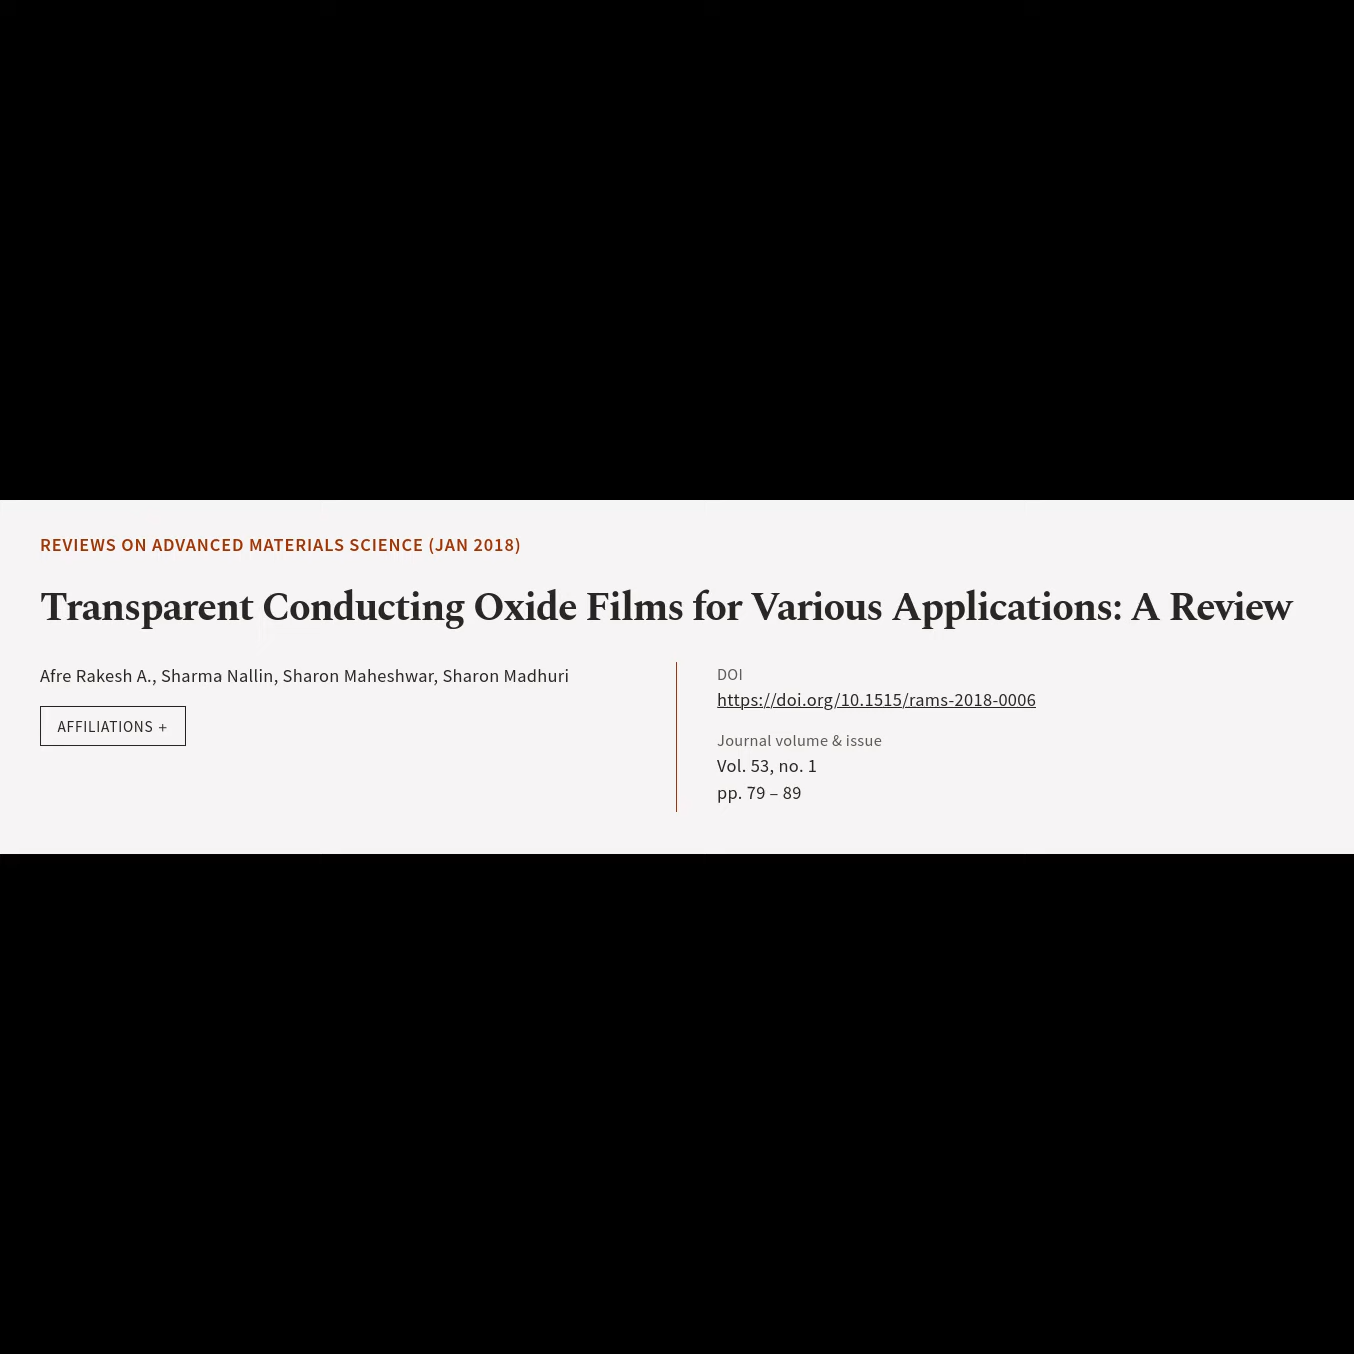 REVIEWS ON ADVANCED MATERIALS SCIENCE (JAN 2018)
Transparent Conducting Oxide Films for Various Applications: A Review
Afre Rakesh A., Sharma Nallin, Sharon Maheshwar, Sharon Madhuri
AFFILIATIONS +
DOI
https://doi.org/10.1515/rams-2018-0006
Journal volume & issue
Vol. 53, no. 1
pp. 79 – 89